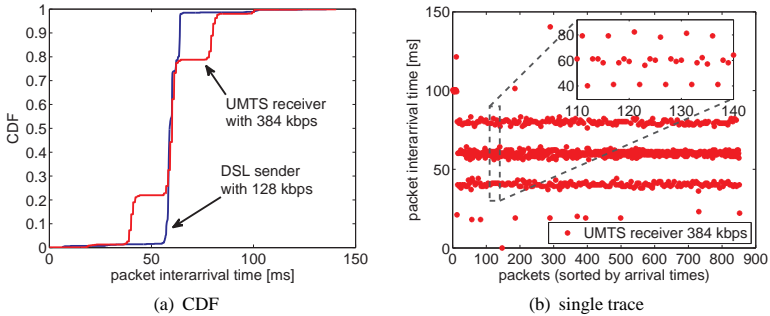 1
0.9
0.8
0.7
0.6
0.5
0.4
0.3
0.2
0.1
0
CDF
UMTS receiver
with 384 kbps
DSL sender
with 128 kbps
0 50 100 150
packet interarrival time [ms]
(a) CDF
150
100
50
0
packet interarrival time [ms]
80
60
40
110 120 130 140
UMTS receiver 384 kbps
0 100 200 300 400 500 600 700 800 900
packets (sorted by arrival times)
(b) single trace